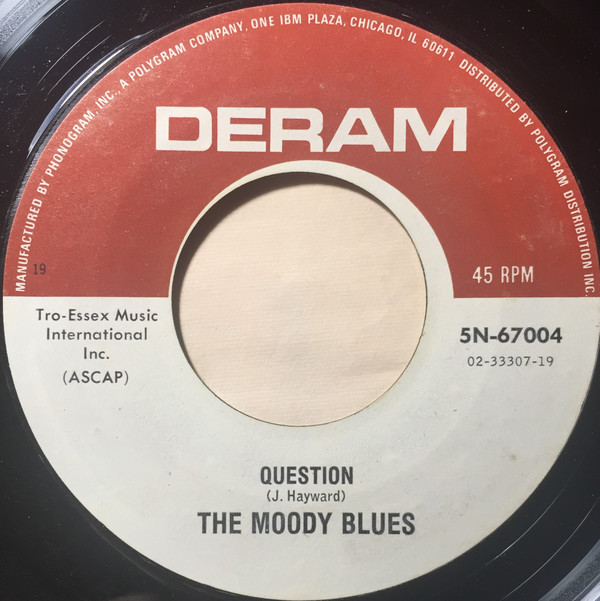 MANUFACTURED BY PHONOGRAM, INC., A POLYGRAM COMPANY, ONE IBM PLAZA, CHICAGO, IL 60611 DISTRIBUTED BY POLYGRAM DISTRIBUTION INC.
DERAM
19
45 RPM
Tro-Essex Music
International
Inc.
(ASCAP)
5N-67004
02-33307-19
QUESTION
(J. Hayward)
THE MOODY BLUES